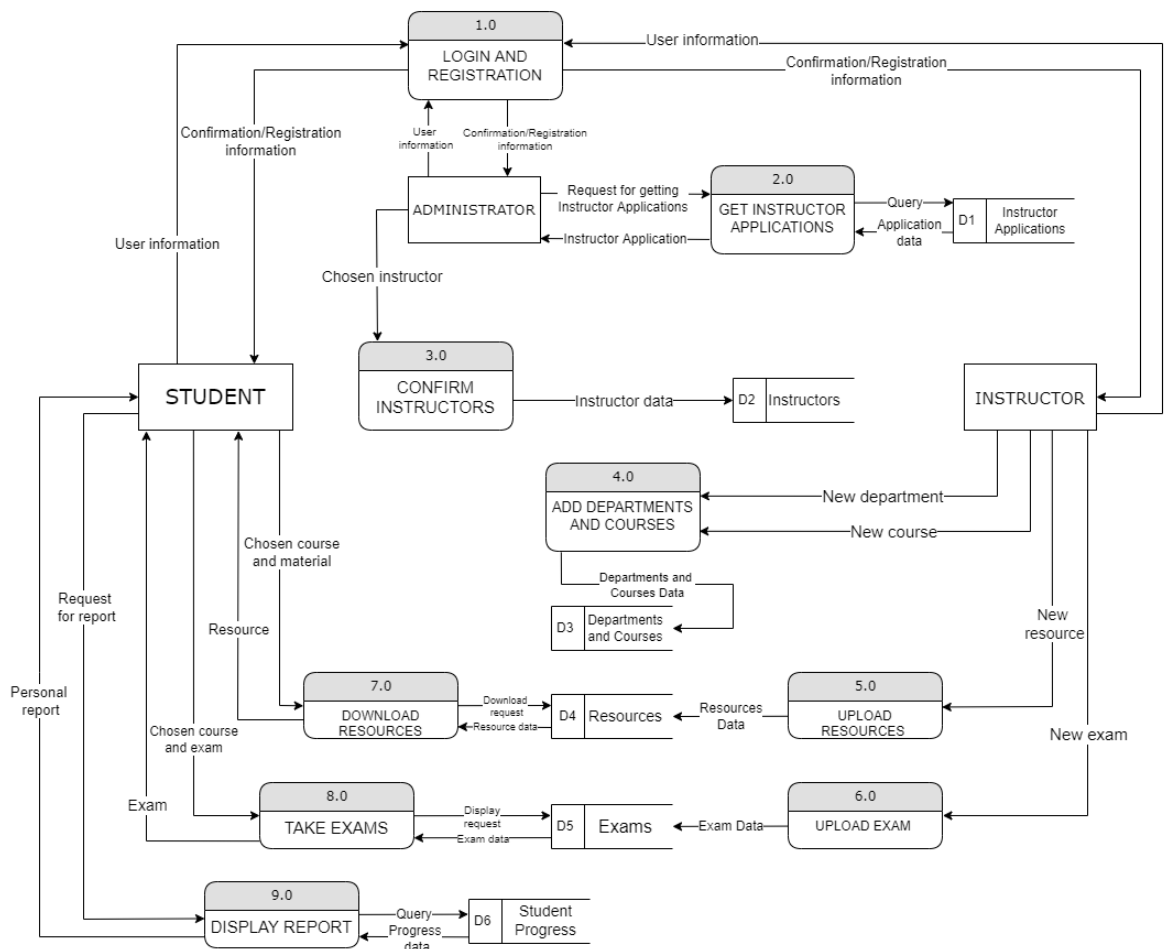 1.0
LOGIN AND
REGISTRATION
User information
Confirmation/Registration
information
Confirmation/Registration
information
User
information
Confirmation/Registration
information
User information
ADMINISTRATOR
Request for getting
Instructor Applications
Instructor Application
2.0
GET INSTRUCTOR
APPLICATIONS
Query
Application
data
D1
Instructor
Applications
Chosen instructor
3.0
CONFIRM
INSTRUCTORS
Instructor data
D2
Instructors
STUDENT
INSTRUCTOR
4.0
ADD DEPARTMENTS
AND COURSES
New department
New course
Departments and
Courses Data
D3
Departments
and Courses
Chosen course
and material
Request
for report
Resource
New
resource
Personal
report
7.0
DOWNLOAD
RESOURCES
Download
request
Resource data
D4
Resources
Resources
Data
5.0
UPLOAD
RESOURCES
Chosen course
and exam
New exam
Exam
8.0
TAKE EXAMS
Display
request
Exam data
D5
Exams
Exam Data
6.0
UPLOAD EXAM
9.0
DISPLAY REPORT
Query
Progress
data
D6
Student
Progress